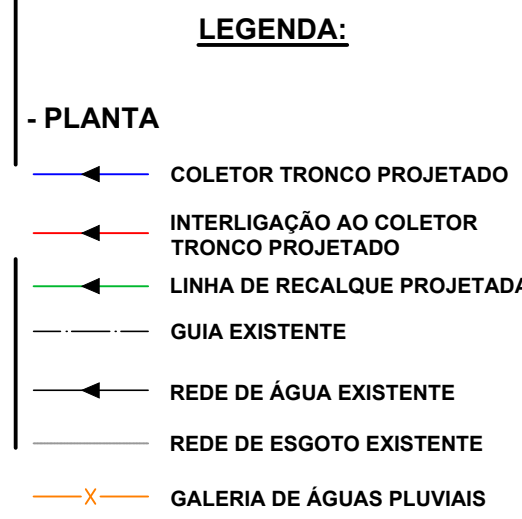 LEGENDA:
- PLANTA
COLETOR TRONCO PROJETADO
INTERLIGAÇÃO AO COLETOR
TRONCO PROJETADO
LINHA DE RECALQUE PROJETADA
GUIA EXISTENTE
REDE DE ÁGUA EXISTENTE
REDE DE ESGOTO EXISTENTE
X
GALERIA DE ÁGUAS PLUVIAIS